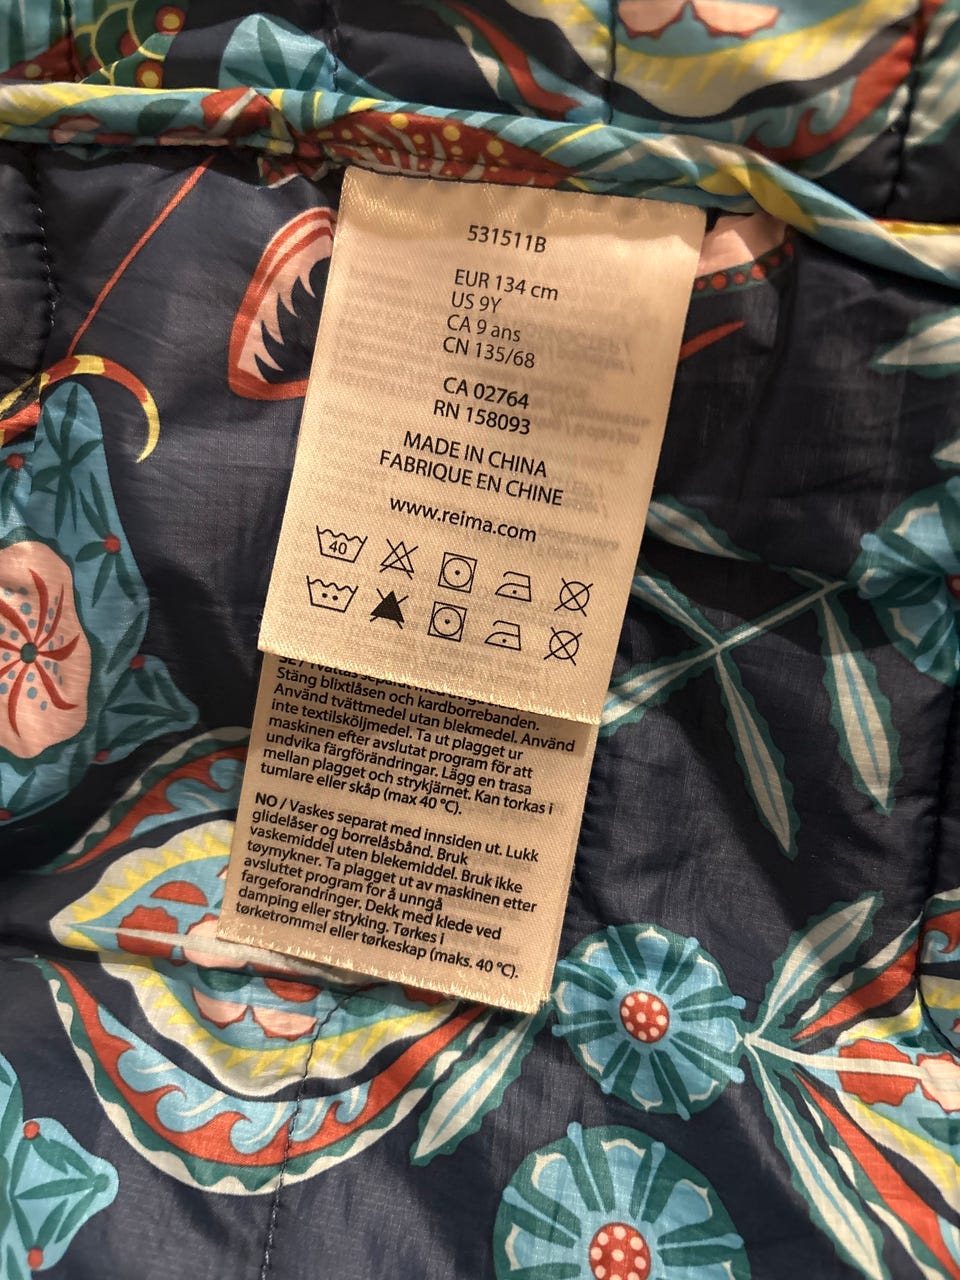 531511B
EUR 134 cm
US 9Y
CA 9 ans
CN 135/68
CA 02764
RN 158093
MADE IN CHINA
FABRIQUE EN CHINE
www.reima.com
40
SE / Tvättas separat med
Stäng blixtlåsen och kardborrebanden.
Använd tvättmedel utan blekmedel. Använd
inte textilsköljmedel. Ta ut plagget ur
maskinen efter avslutat program för att
undvika färgförändringar. Lägg en trasa
mellan plagget och strykjärnet. Kan torkas i
tumlare eller skåp (max 40 °C).
NO / Vaskes separat med innsiden ut. Lukk
glidelåser og borrelåsbånd. Bruk
vaskemiddel uten blekemiddel. Bruk ikke
tøymykner. Ta plagget ut av maskinen etter
avsluttet program for å unngå
fargeforandringer. Dekk med klede ved
damping eller stryking. Tørkes i
tørketrommel eller tørkeskap (maks. 40 °C).